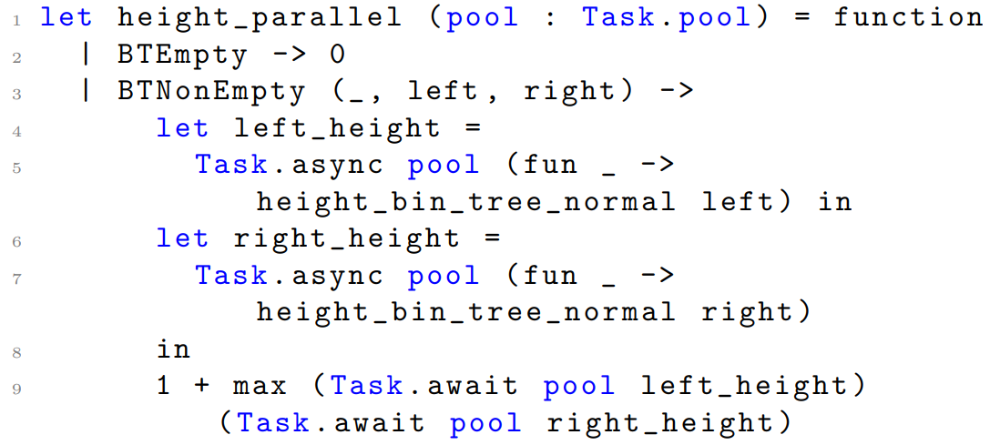 1 let height_parallel (pool : Task.pool) = function
2   | BTEmpty -> 0
3   | BTNonEmpty (_, left, right) ->
4       let left_height =
5         Task.async pool (fun _ ->
            height_bin_tree_normal left) in
6       let right_height =
7         Task.async pool (fun _ ->
            height_bin_tree_normal right)
8       in
9       1 + max (Task.await pool left_height)
          (Task.await pool right_height)